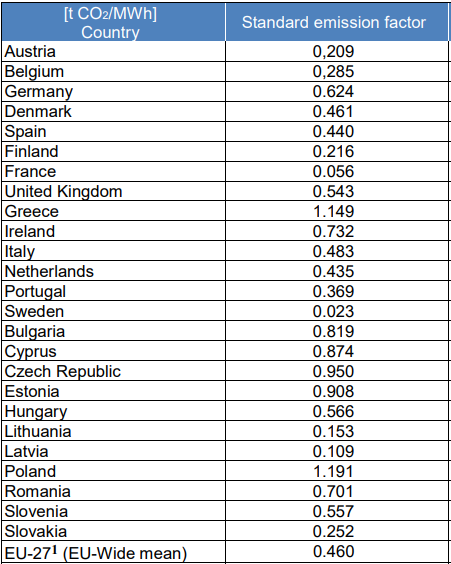 [t CO₂/MWh] Standard emission factor
Country
Austria 0,209
Belgium 0,285
Germany 0.624
Denmark 0.461
Spain 0.440
Finland 0.216
France 0.056
United Kingdom 0.543
Greece 1.149
Ireland 0.732
Italy 0.483
Netherlands 0.435
Portugal 0.369
Sweden 0.023
Bulgaria 0.819
Cyprus 0.874
Czech Republic 0.950
Estonia 0.908
Hungary 0.566
Lithuania 0.153
Latvia 0.109
Poland 1.191
Romania 0.701
Slovenia 0.557
Slovakia 0.252
EU-27¹ (EU-Wide mean) 0.460